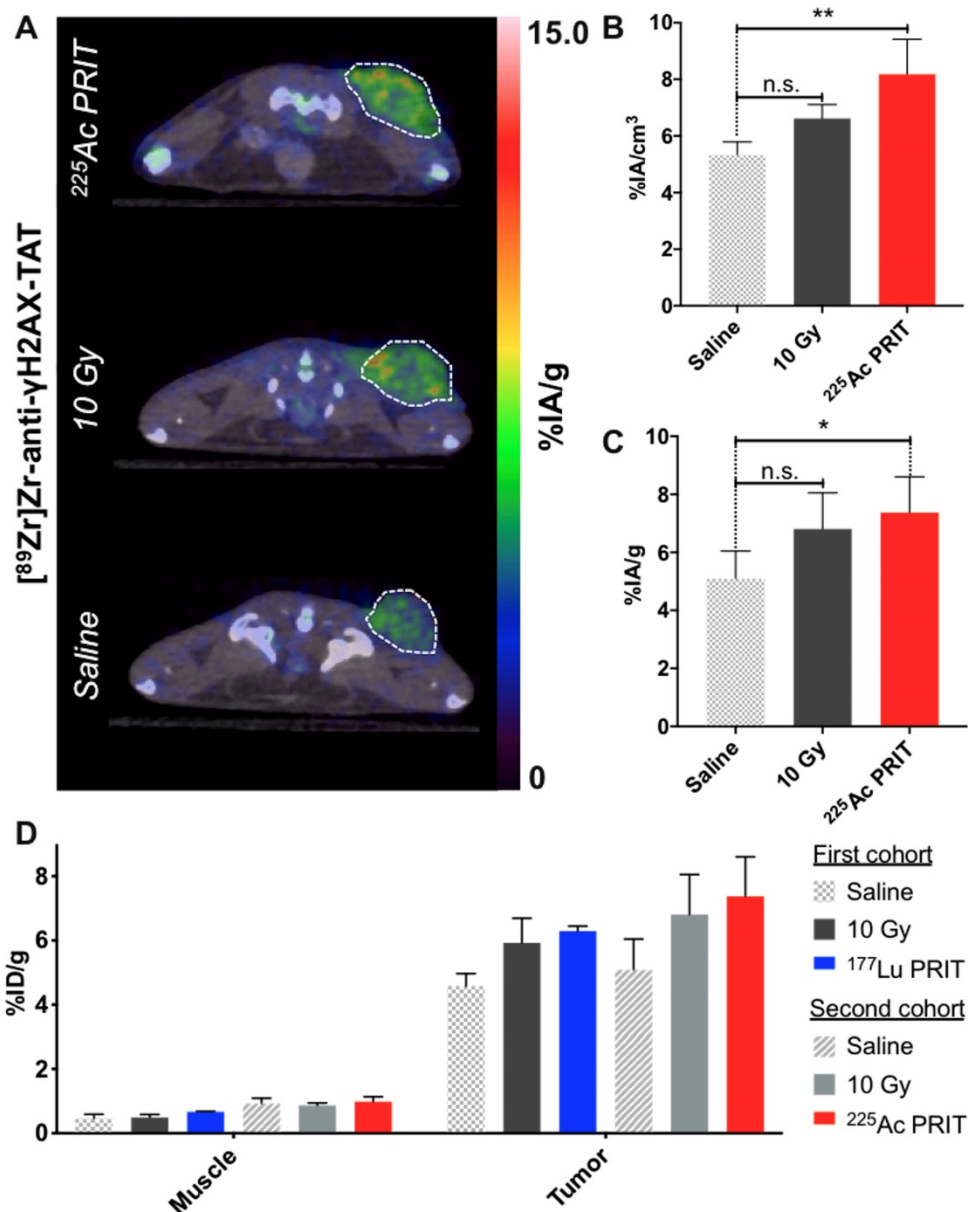 A
[⁸⁹Zr]Zr-anti-γH2AX-TAT
²²⁵Ac PRIT
10 Gy
Saline
15.0
%IA/g
0
B
%IA/cm³
10
8
6
4
2
0
**
n.s.
Saline
10 Gy
²²⁵Ac PRIT
C
%IA/g
10
8
6
4
2
0
*
n.s.
Saline
10 Gy
²²⁵Ac PRIT
D
%ID/g
8
6
4
2
0
Muscle
Tumor
First cohort
Saline
10 Gy
¹⁷⁷Lu PRIT
Second cohort
Saline
10 Gy
²²⁵Ac PRIT